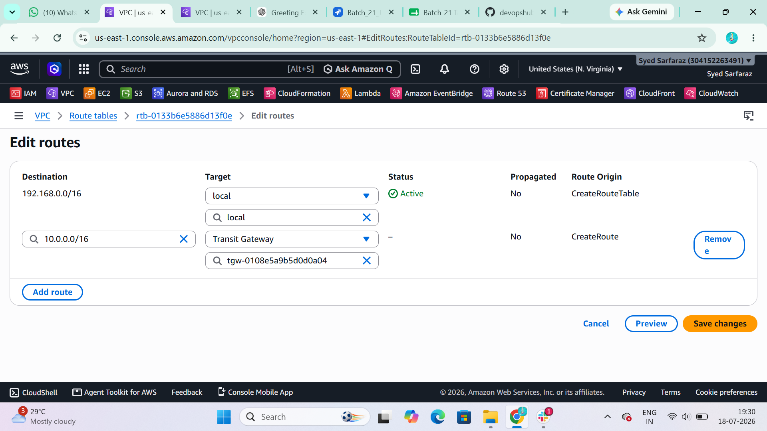 (10) What:
VPC | us-e
VPC | us-e
Greeting E
Batch_21
Batch-21
devopshul
Ask Gemini
us-east-1.console.aws.amazon.com/vpcconsole/home?region=us-east-1#EditRoutes:RouteTableId=rtb-0133b6e5886d13f0e
aws
Search
[Alt+S]
Ask Amazon Q
United States (N. Virginia)
Syed Sarfaraz (304152263491)
Syed Sarfaraz
IAM
VPC
EC2
S3
Aurora and RDS
EFS
CloudFormation
Lambda
Amazon EventBridge
Route 53
Certificate Manager
CloudFront
CloudWatch
VPC
Route tables
rtb-0133b6e5886d13f0e
Edit routes
Edit routes
Destination
Target
Status
Propagated
Route Origin
192.168.0.0/16
local
Active
No
CreateRouteTable
local
10.0.0.0/16
Transit Gateway
–
No
CreateRoute
Remov
e
tgw-0108e5a9b5d0d0a04
Add route
Cancel
Preview
Save changes
CloudShell
Agent Toolkit for AWS
Feedback
Console Mobile App
© 2026, Amazon Web Services, Inc. or its affiliates.
Privacy
Terms
Cookie preferences
5
29°C
Mostly cloudy
Search
ENG
IN
19:30
18-07-2026